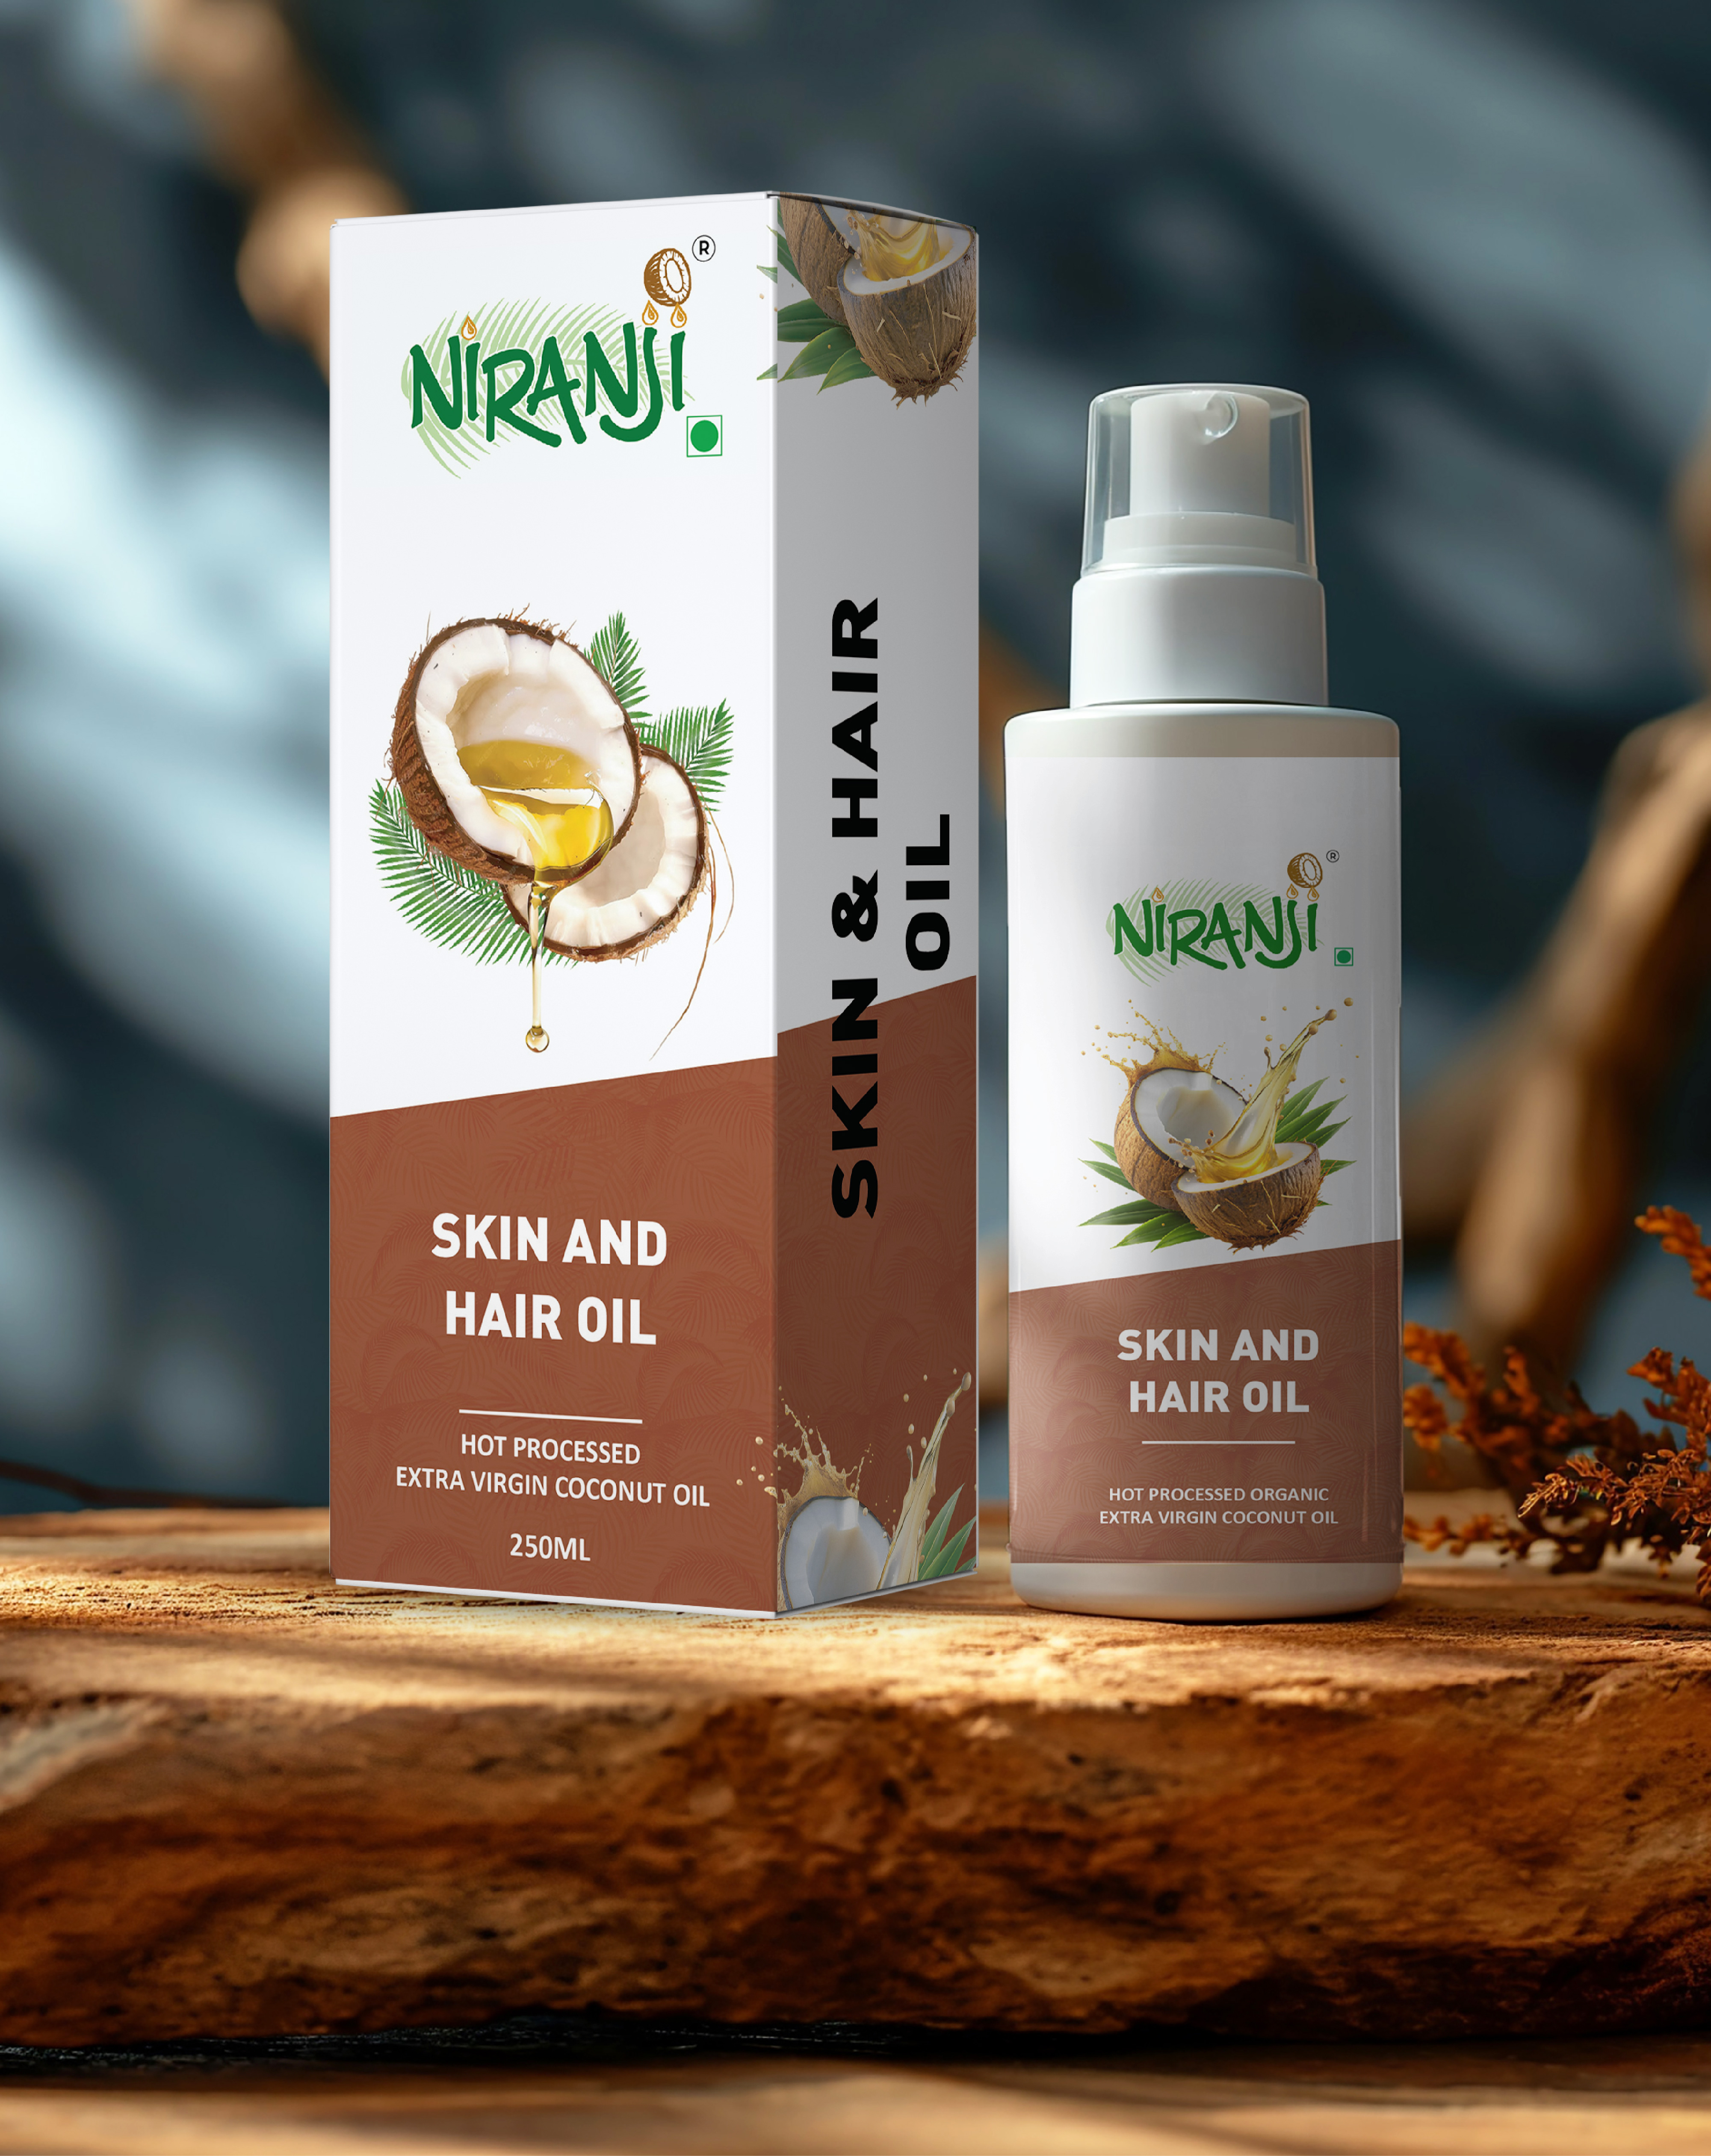 NIRANJI ®
SKIN AND
HAIR OIL
HOT PROCESSED
EXTRA VIRGIN COCONUT OIL
250ML
SKIN & HAIR
OIL
NIRANJI ®
SKIN AND
HAIR OIL
HOT PROCESSED ORGANIC
EXTRA VIRGIN COCONUT OIL